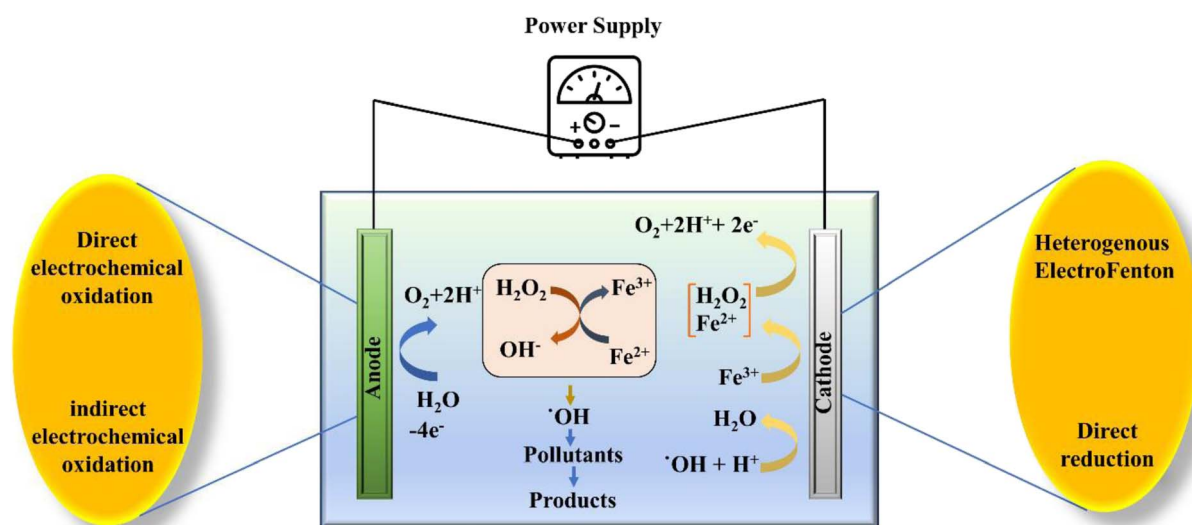 Power Supply
+ −
Direct
electrochemical
oxidation
indirect
electrochemical
oxidation
Anode
O₂+2H⁺
H₂O
-4e⁻
H₂O₂
Fe³⁺
OH⁻
Fe²⁺
˙OH
Pollutants
Products
O₂+2H⁺+ 2e⁻
H₂O₂
Fe²⁺
Fe³⁺
H₂O
˙OH + H⁺
Cathode
Heterogenous
ElectroFenton
Direct
reduction